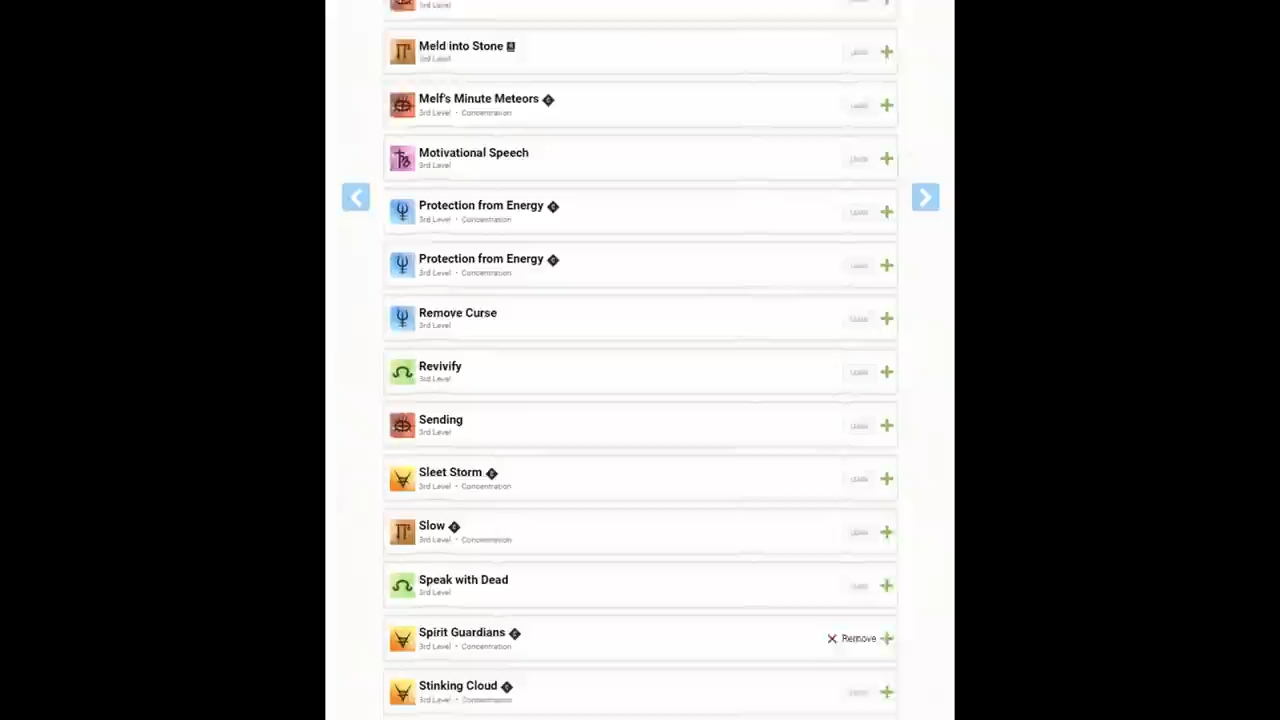 3rd Level
Meld into Stone
3rd Level
Melf's Minute Meteors
3rd Level • Concentration
Motivational Speech
3rd Level
Protection from Energy
3rd Level • Concentration
Protection from Energy
3rd Level • Concentration
Remove Curse
3rd Level
Revivify
3rd Level
Sending
3rd Level
Sleet Storm
3rd Level • Concentration
Slow
3rd Level • Concentration
Speak with Dead
3rd Level
Spirit Guardians
3rd Level • Concentration
Remove
Stinking Cloud
3rd Level • Concentration